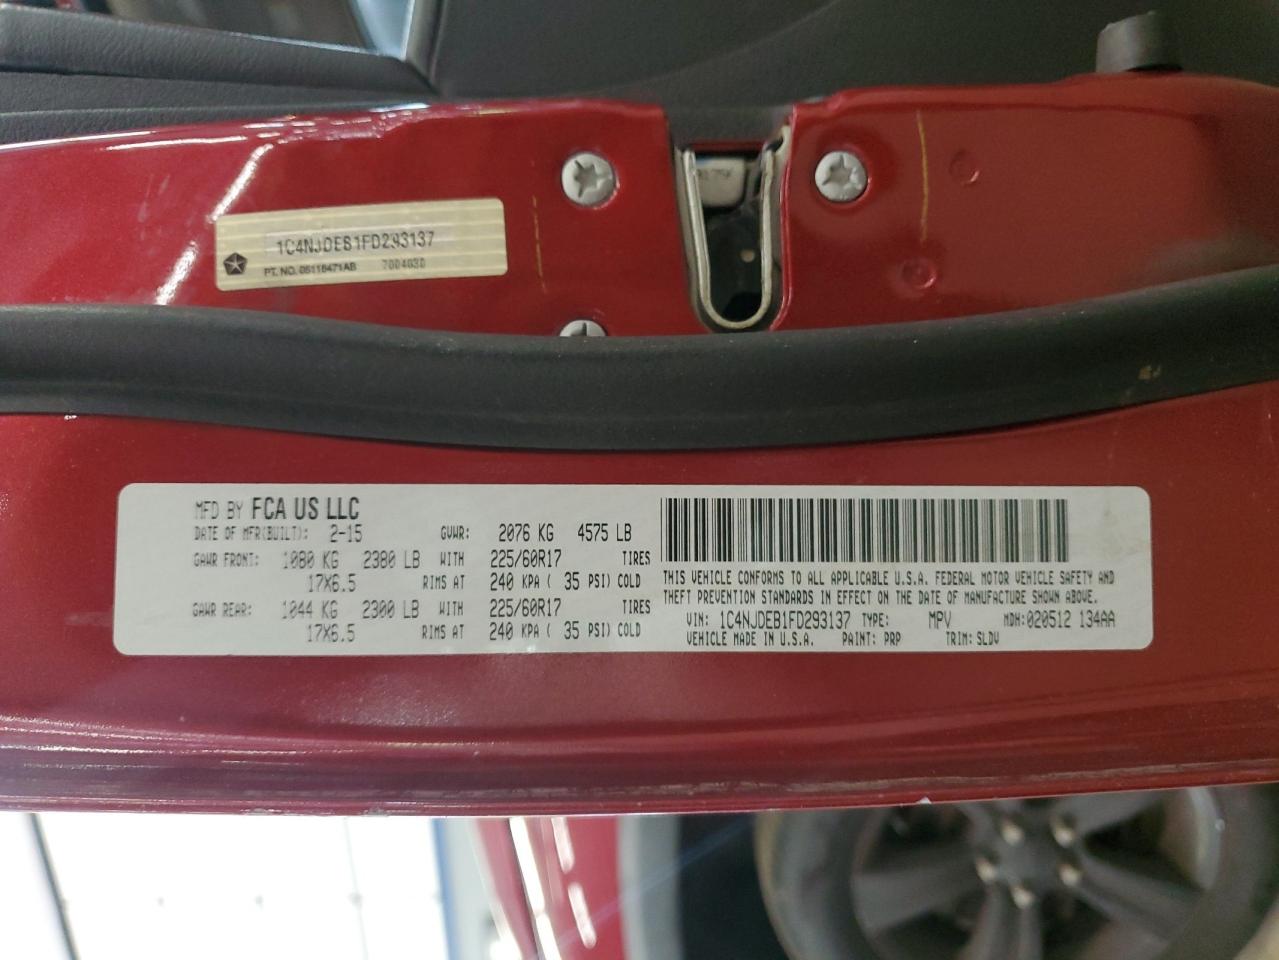 1C4NJDEB1FD293137
PT. NO. 05116471AB 7004030
MFD BY FCA US LLC
DATE OF MFR(BUILT): 2-15 GVWR: 2076 KG 4575 LB
GAWR FRONT: 1080 KG 2380 LB WITH 225/60R17 TIRES
17X6.5 RIMS AT 240 KPA ( 35 PSI) COLD
GAWR REAR: 1044 KG 2300 LB WITH 225/60R17 TIRES
17X6.5 RIMS AT 240 KPA ( 35 PSI) COLD
THIS VEHICLE CONFORMS TO ALL APPLICABLE U.S.A. FEDERAL MOTOR VEHICLE SAFETY AND
THEFT PREVENTION STANDARDS IN EFFECT ON THE DATE OF MANUFACTURE SHOWN ABOVE.
VIN: 1C4NJDEB1FD293137 TYPE: MPV MDH:020512 134AA
VEHICLE MADE IN U.S.A. PAINT: PRP TRIM: SLDV